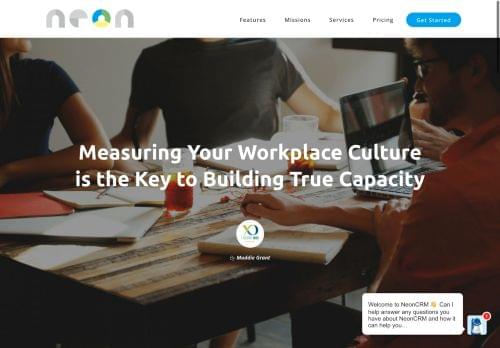 neon
Features
Missions
Services
Pricing
Get Started
Measuring Your Workplace Culture
is the Key to Building True Capacity
By Maddie Grant
Welcome to NeonCRM 👋 Can I
help answer any questions you
have about NeonCRM and how it
can help you...
1